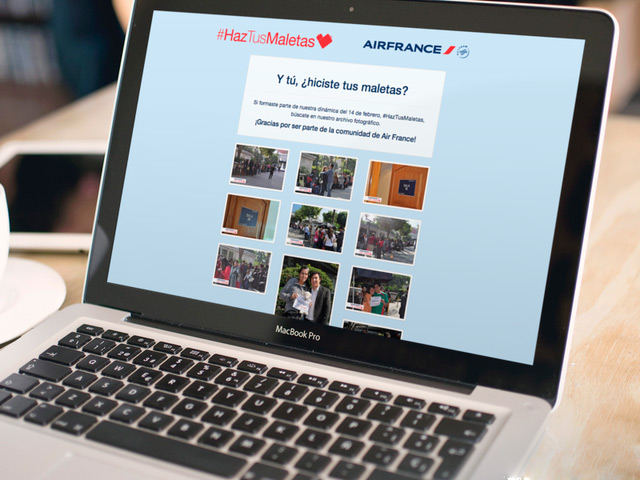 #HazTusMaletas
AIRFRANCE
Y tú, ¿hiciste tus maletas?
Si formaste parte de nuestra dinámica del 14 de febrero, #HazTusMaletas,
búscate en nuestro archivo fotográfico.
¡Gracias por ser parte de la comunidad de Air France!
MacBook Pro